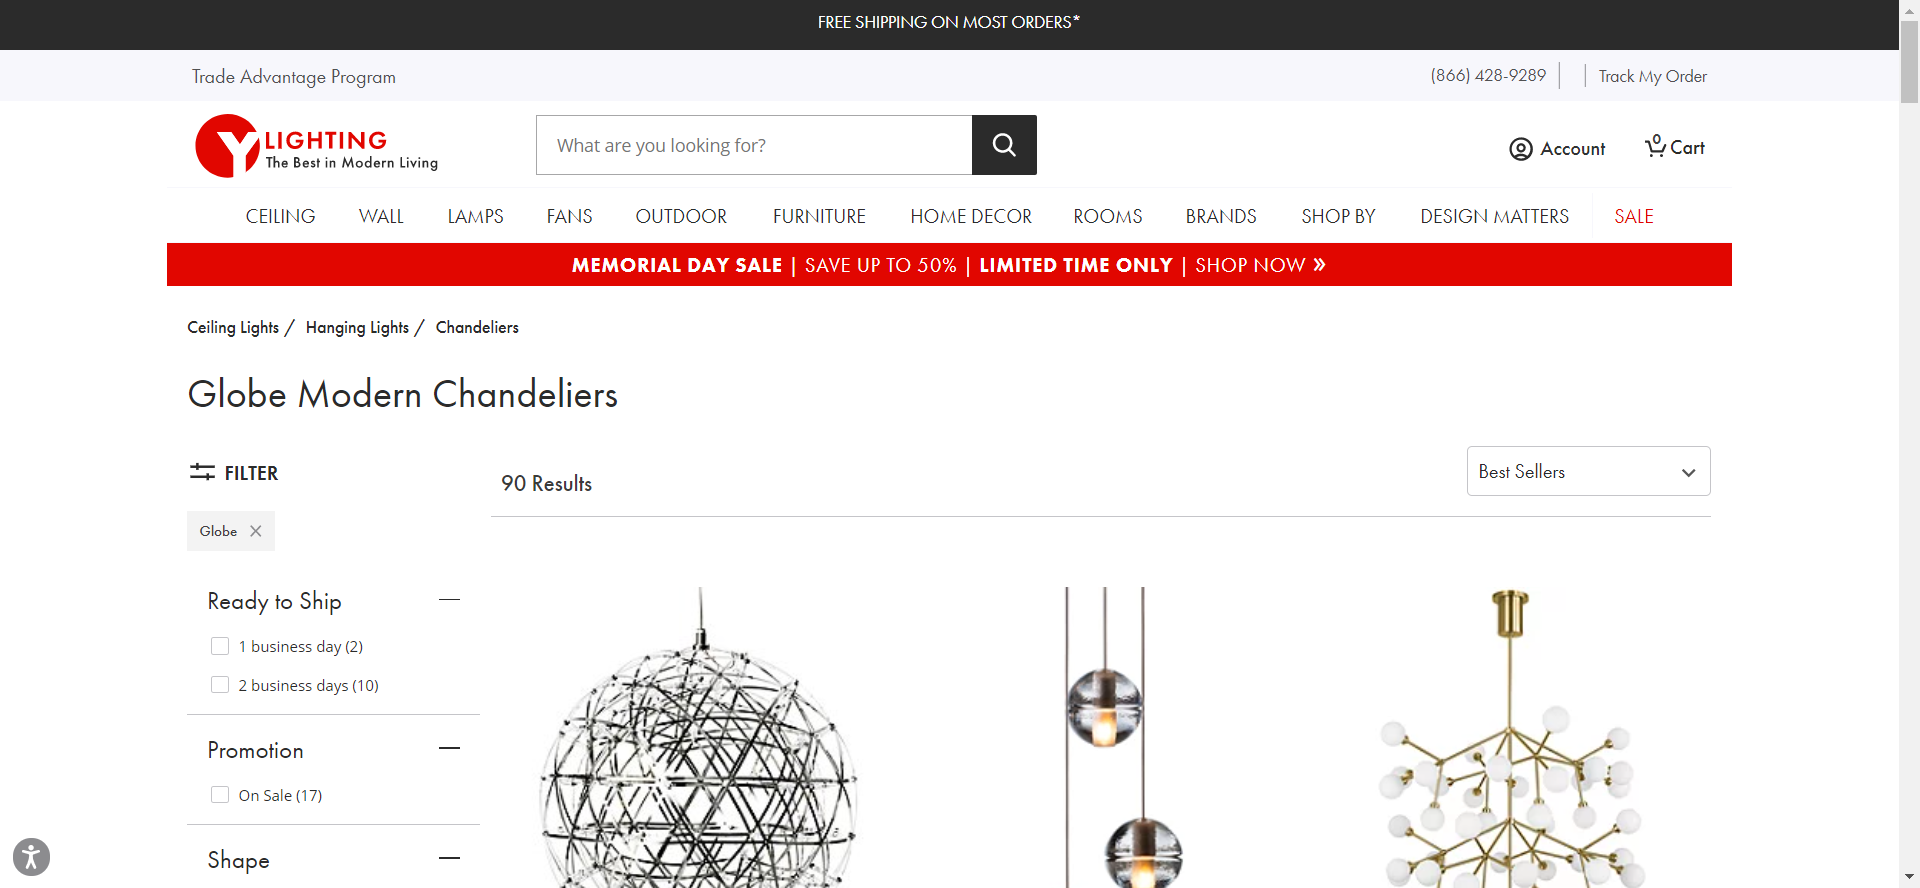 FREE SHIPPING ON MOST ORDERS*
Trade Advantage Program
(866) 428-9289
Track My Order
Y LIGHTING
The Best in Modern Living
What are you looking for?
Account
0
Cart
CEILING WALL LAMPS FANS OUTDOOR FURNITURE HOME DECOR ROOMS BRANDS SHOP BY DESIGN MATTERS SALE
MEMORIAL DAY SALE | SAVE UP TO 50% | LIMITED TIME ONLY | SHOP NOW »
Ceiling Lights / Hanging Lights / Chandeliers
Globe Modern Chandeliers
FILTER
90 Results
Best Sellers
Globe
Ready to Ship
1 business day (2)
2 business days (10)
Promotion
On Sale (17)
Shape